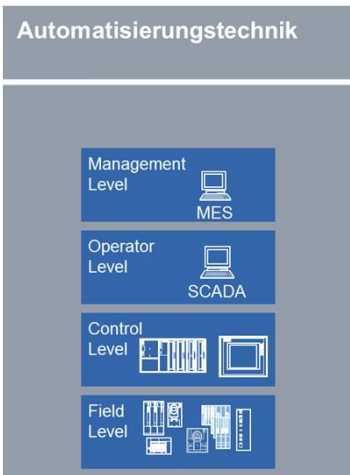 Automatisierungstechnik
Management
Level
MES
Operator
Level
SCADA
Control
Level
Field
Level